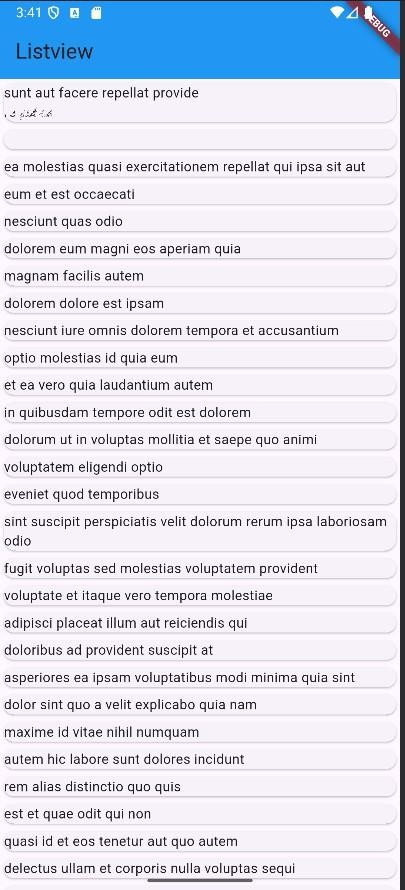 3:41
DEBUG
Listview
sunt aut facere repellat provide
ea molestias quasi exercitationem repellat qui ipsa sit aut
eum et est occaecati
nesciunt quas odio
dolorem eum magni eos aperiam quia
magnam facilis autem
dolorem dolore est ipsam
nesciunt iure omnis dolorem tempora et accusantium
optio molestias id quia eum
et ea vero quia laudantium autem
in quibusdam tempore odit est dolorem
dolorum ut in voluptas mollitia et saepe quo animi
voluptatem eligendi optio
eveniet quod temporibus
sint suscipit perspiciatis velit dolorum rerum ipsa laboriosam
odio
fugit voluptas sed molestias voluptatem provident
voluptate et itaque vero tempora molestiae
adipisci placeat illum aut reiciendis qui
doloribus ad provident suscipit at
asperiores ea ipsam voluptatibus modi minima quia sint
dolor sint quo a velit explicabo quia nam
maxime id vitae nihil numquam
autem hic labore sunt dolores incidunt
rem alias distinctio quo quis
est et quae odit qui non
quasi id et eos tenetur aut quo autem
delectus ullam et corporis nulla voluptas sequi